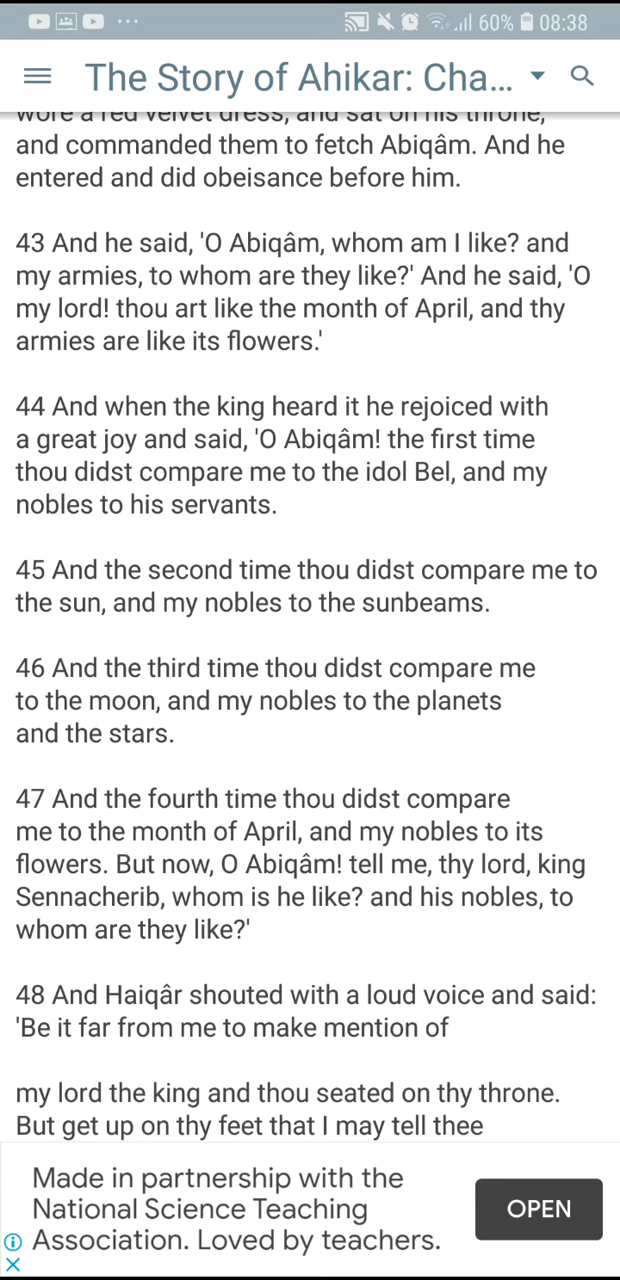 60% 08:38
The Story of Ahikar: Cha...
wore a red velvet dress, and sat on his throne,
and commanded them to fetch Abiqâm. And he
entered and did obeisance before him.
43 And he said, 'O Abiqâm, whom am I like? and
my armies, to whom are they like?' And he said, 'O
my lord! thou art like the month of April, and thy
armies are like its flowers.'
44 And when the king heard it he rejoiced with
a great joy and said, 'O Abiqâm! the first time
thou didst compare me to the idol Bel, and my
nobles to his servants.
45 And the second time thou didst compare me to
the sun, and my nobles to the sunbeams.
46 And the third time thou didst compare me
to the moon, and my nobles to the planets
and the stars.
47 And the fourth time thou didst compare
me to the month of April, and my nobles to its
flowers. But now, O Abiqâm! tell me, thy lord, king
Sennacherib, whom is he like? and his nobles, to
whom are they like?'
48 And Haiqâr shouted with a loud voice and said:
'Be it far from me to make mention of
my lord the king and thou seated on thy throne.
But get up on thy feet that I may tell thee
Made in partnership with the
National Science Teaching
Association. Loved by teachers.
OPEN